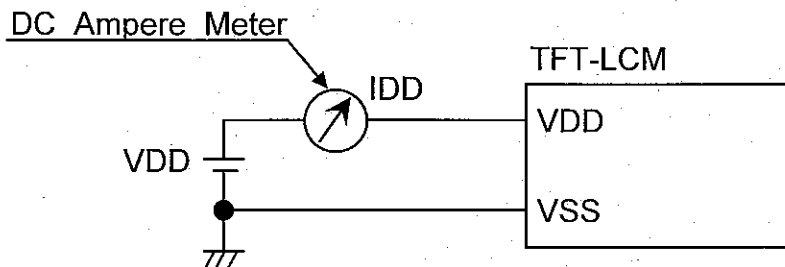 DC Ampere Meter
TFT-LCM
IDD
VDD
VDD
VSS